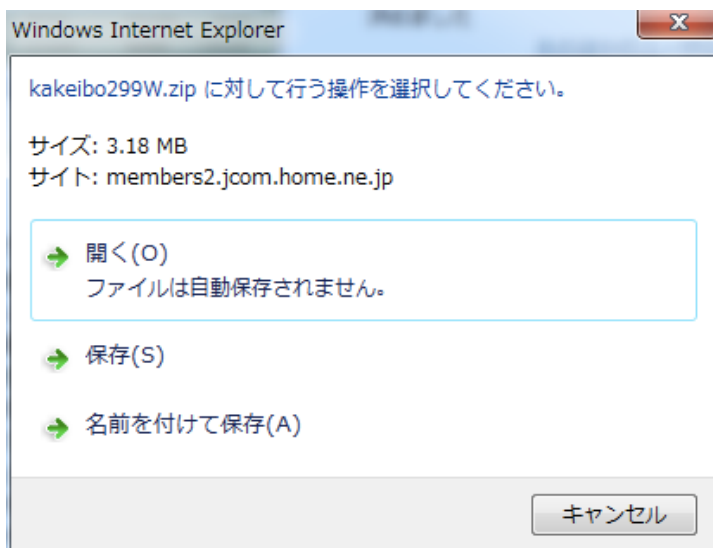 Windows Internet Explorer
x
kakeibo299W.zip に対して行う操作を選択してください。
サイズ: 3.18 MB
サイト: members2.jcom.home.ne.jp
開く(O)
ファイルは自動保存されません。
保存(S)
名前を付けて保存(A)
キャンセル